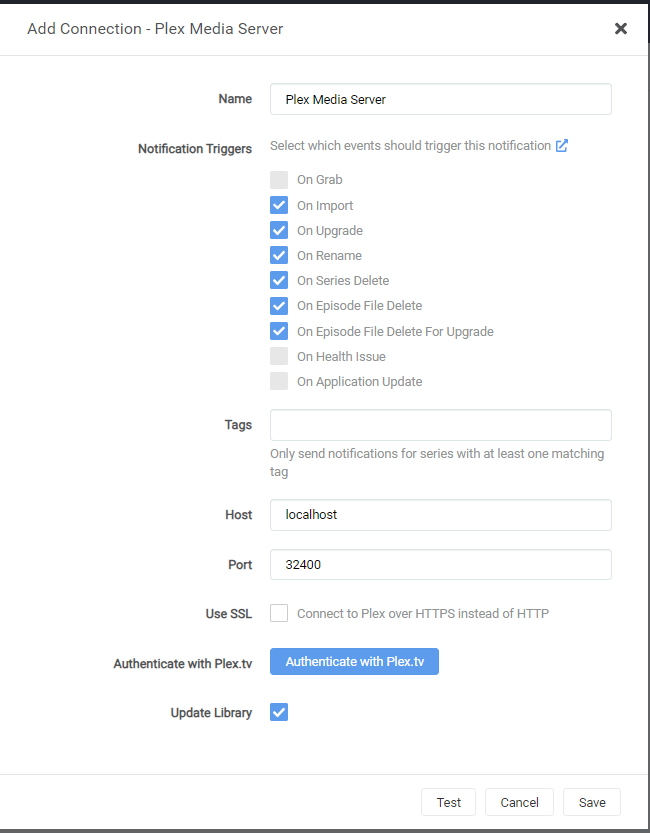 Add Connection - Plex Media Server
Name
Plex Media Server
Notification Triggers
Select which events should trigger this notification
On Grab
On Import
On Upgrade
On Rename
On Series Delete
On Episode File Delete
On Episode File Delete For Upgrade
On Health Issue
On Application Update
Tags
Only send notifications for series with at least one matching
tag
Host
localhost
Port
32400
Use SSL
Connect to Plex over HTTPS instead of HTTP
Authenticate with Plex.tv
Authenticate with Plex.tv
Update Library
Test
Cancel
Save